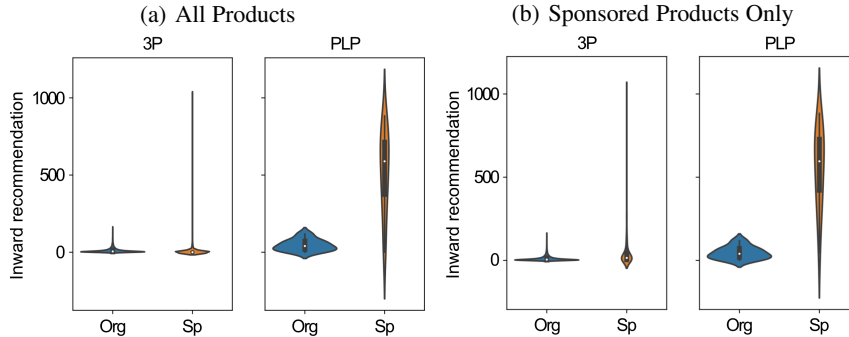 (a) All Products
3P PLP
Inward recommendation
1000
500
0
Org Sp Org Sp
(b) Sponsored Products Only
3P PLP
Inward recommendation
1000
500
0
Org Sp Org Sp